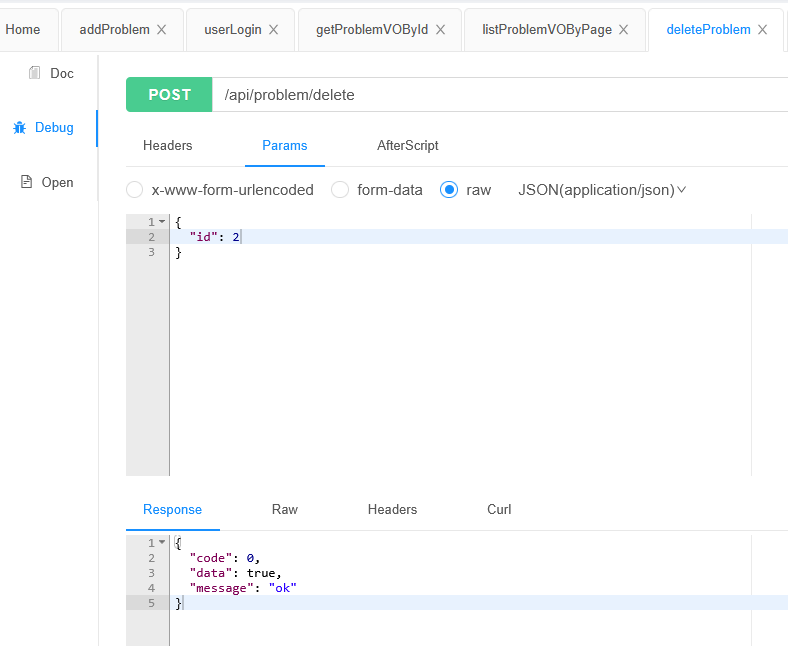 Home addProblem userLogin getProblemVOById listProblemVOByPage deleteProblem
Doc
Debug
Open
POST /api/problem/delete
Headers Params AfterScript
x-www-form-urlencoded form-data raw JSON(application/json)
1 {
2 "id": 2
3 }
Response Raw Headers Curl
1 {
2 "code": 0,
3 "data": true,
4 "message": "ok"
5 }